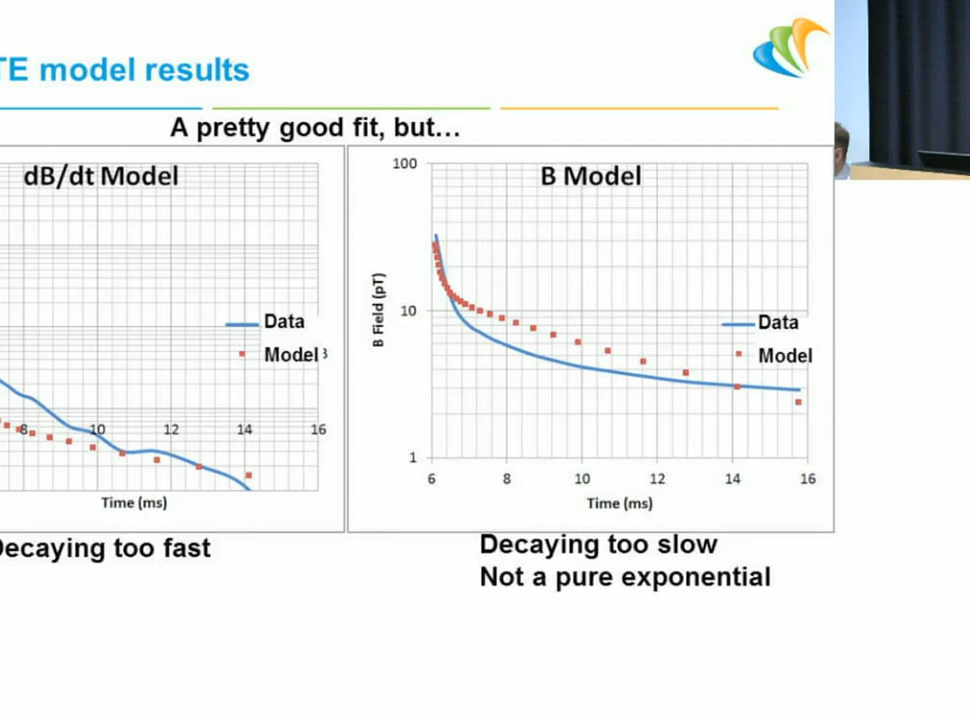 TE model results
A pretty good fit, but…
dB/dt Model
Data
Model
8 10 12 14 16
Time (ms)
Decaying too fast
B Model
100
10
1
B Field (pT)
Data
Model
6 8 10 12 14 16
Time (ms)
Decaying too slow
Not a pure exponential